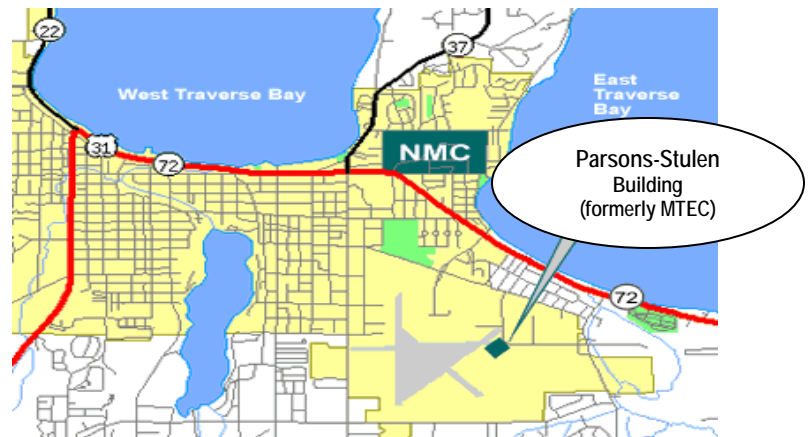 22
37
West Traverse Bay
East
Traverse
Bay
31
72
NMC
Parsons-Stulen
Building
(formerly MTEC)
72